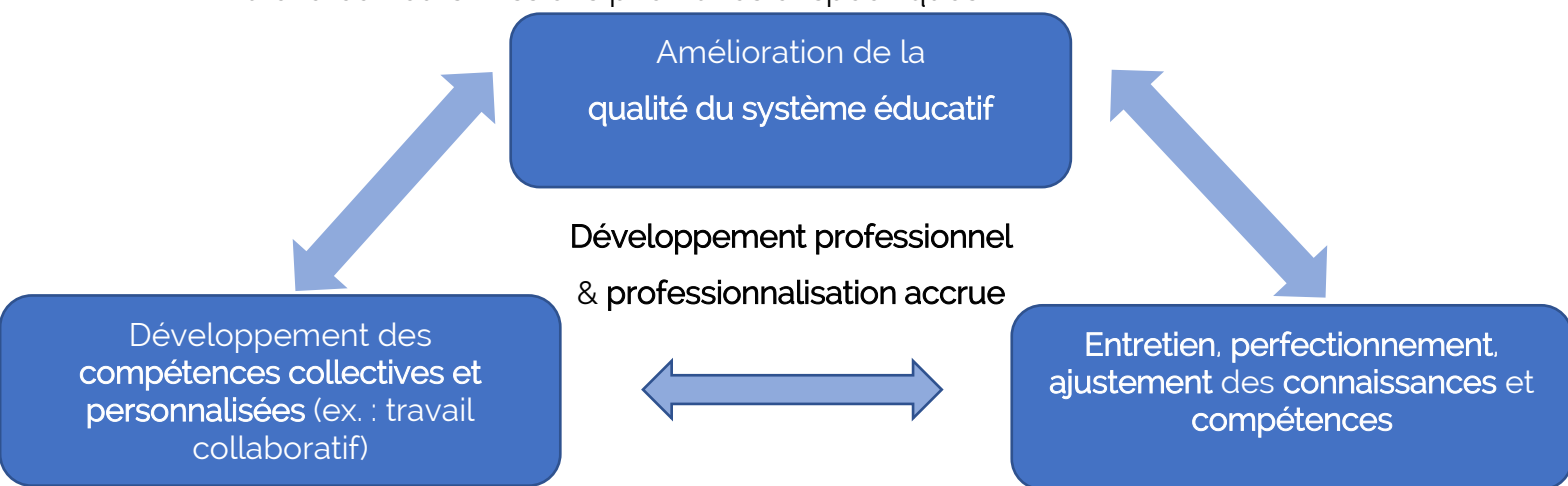 Amélioration de la
qualité du système éducatif
Développement professionnel
& professionnalisation accrue
Développement des
compétences collectives et
personnalisées (ex. : travail
collaboratif)
Entretien, perfectionnement,
ajustement des connaissances et
compétences